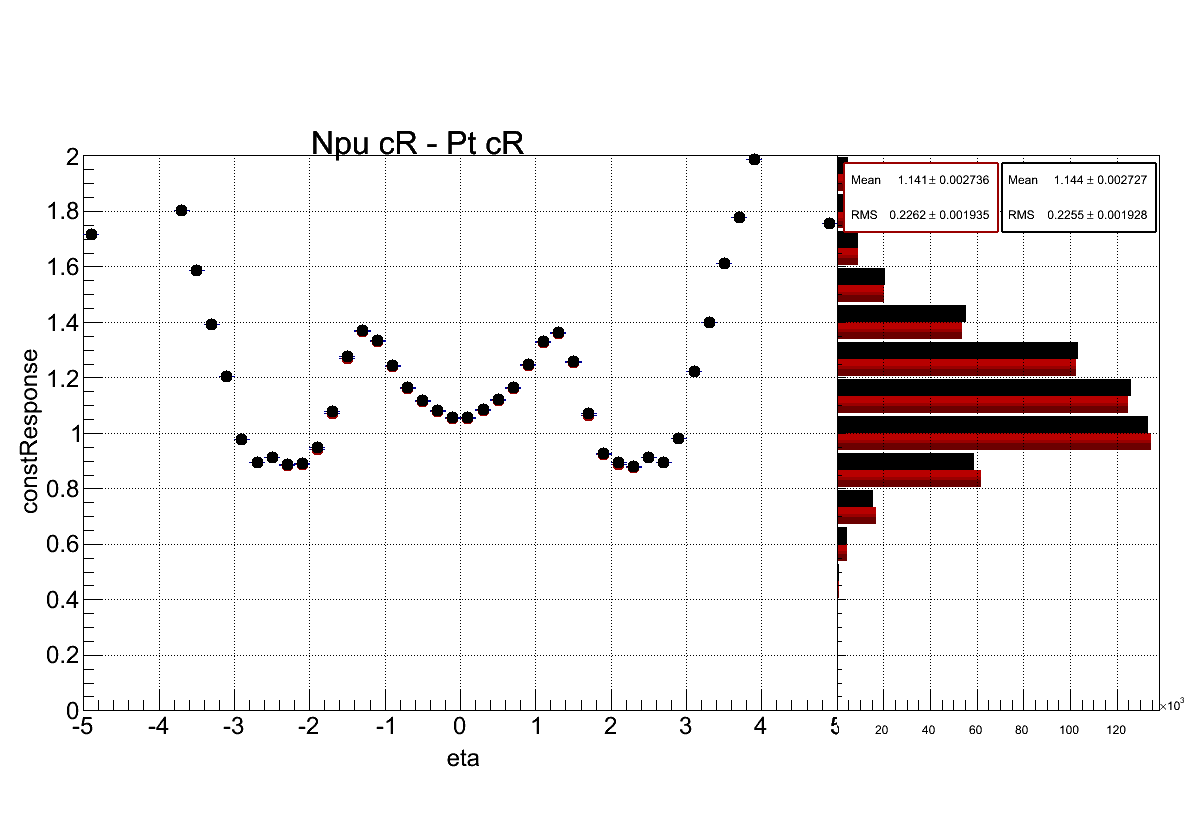 Npu cR - Pt cR
2
1.8
1.6
1.4
1.2
1
0.8
0.6
0.4
0.2
0
constResponse
-5 -4 -3 -2 -1 0 1 2 3 4
eta
Mean 1.141 ± 0.002736
RMS 0.2262 ± 0.001935
Mean 1.144 ± 0.002727
RMS 0.2255 ± 0.001928
20 40 60 80 100 120
×10³